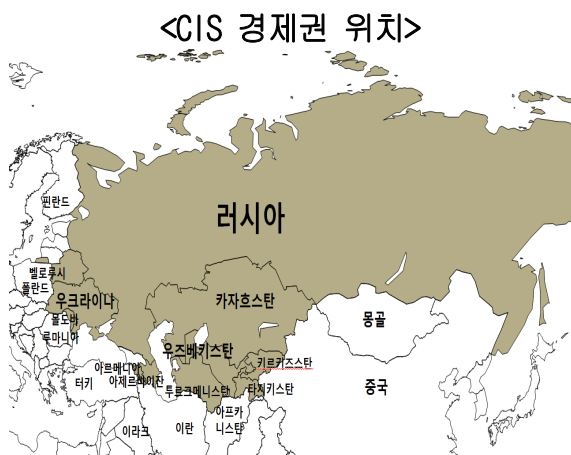 <CIS 경제권 위치>
핀란드
러시아
벨로루시
폴란드
우크라이나
카자흐스탄
몰도바
몽골
루마니아
우즈베키스탄
키르키즈스탄
아르메니아
터키
아제르바이잔
투르크메니스탄
타지키스탄
중국
아프카
니스탄
이라크
이란